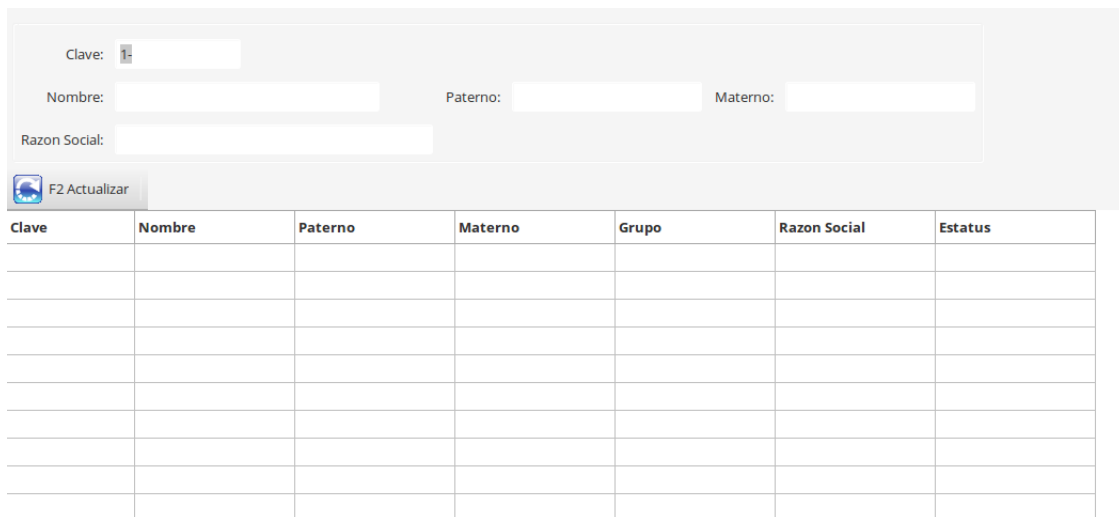 Clave: 1-
Nombre: Paterno: Materno:
Razon Social:
F2 Actualizar
Clave Nombre Paterno Materno Grupo Razon Social Estatus